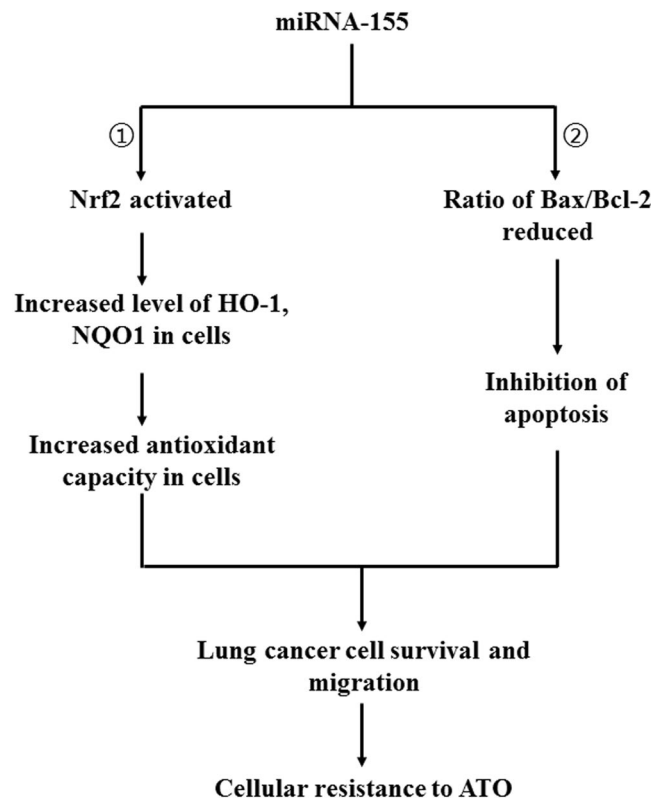 miRNA-155
①
②
Nrf2 activated
Ratio of Bax/Bcl-2
reduced
Increased level of HO-1,
NQO1 in cells
Inhibition of
apoptosis
Increased antioxidant
capacity in cells
Lung cancer cell survival and
migration
Cellular resistance to ATO